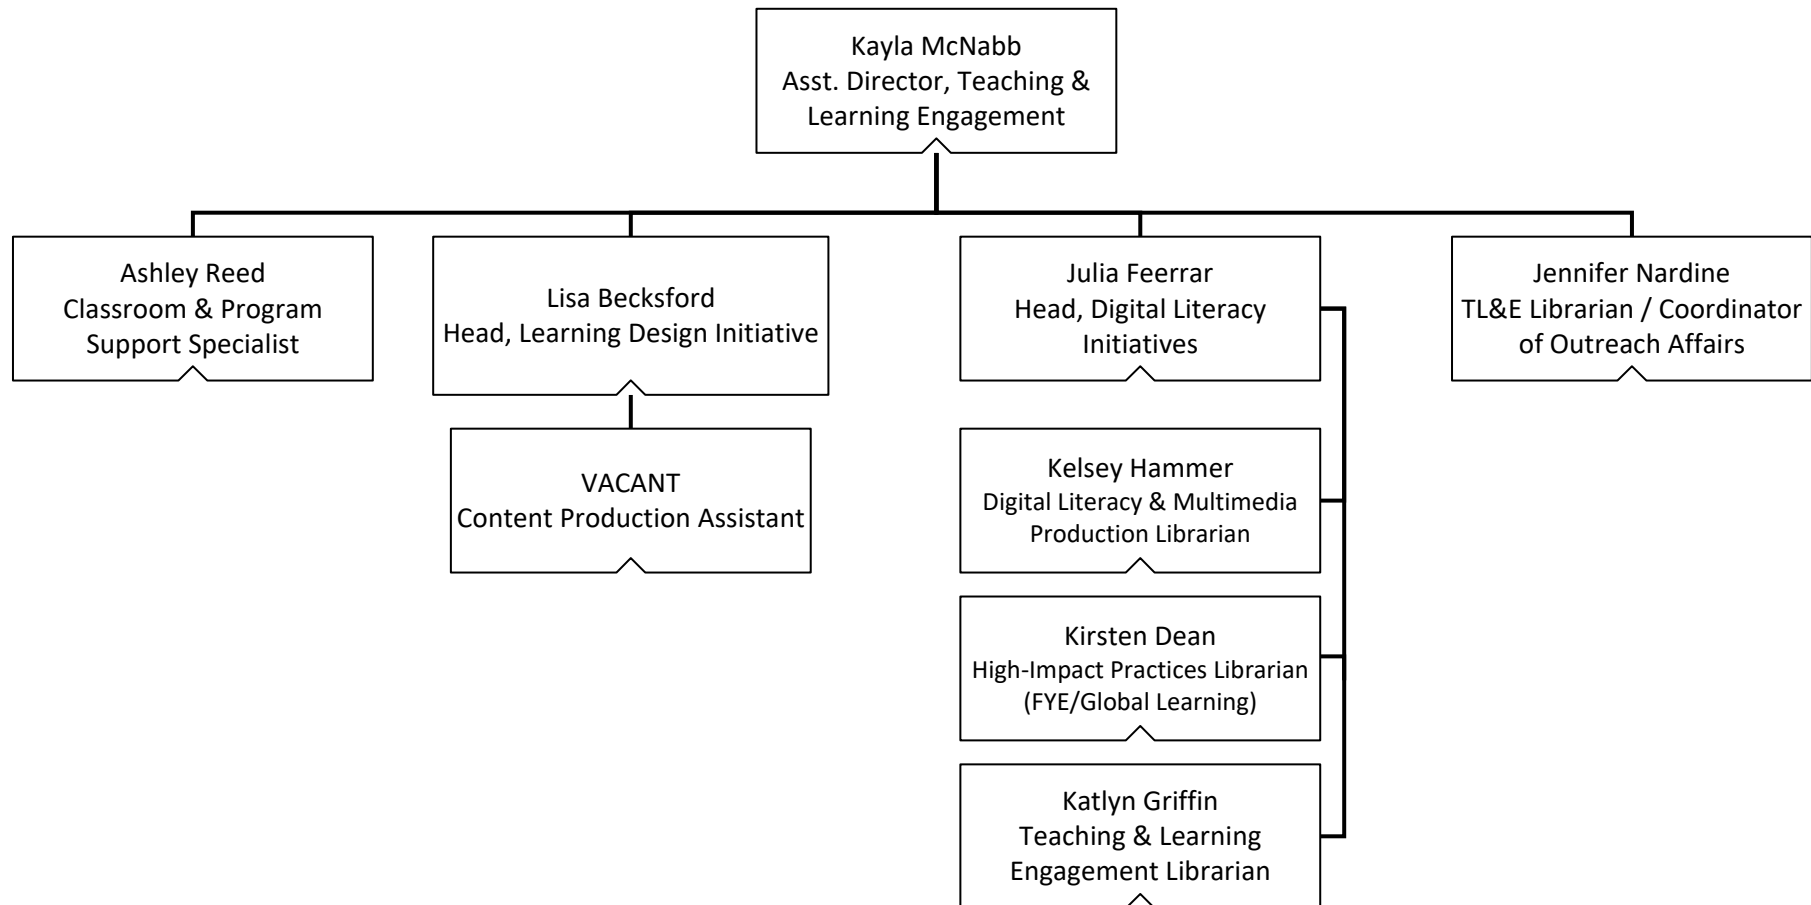 Kayla McNabb
Asst. Director, Teaching &
Learning Engagement
Ashley Reed
Classroom & Program
Support Specialist
Lisa Becksford
Head, Learning Design Initiative
Julia Feerrar
Head, Digital Literacy
Initiatives
Jennifer Nardine
TL&E Librarian / Coordinator
of Outreach Affairs
VACANT
Content Production Assistant
Kelsey Hammer
Digital Literacy & Multimedia
Production Librarian
Kirsten Dean
High-Impact Practices Librarian
(FYE/Global Learning)
Katlyn Griffin
Teaching & Learning
Engagement Librarian